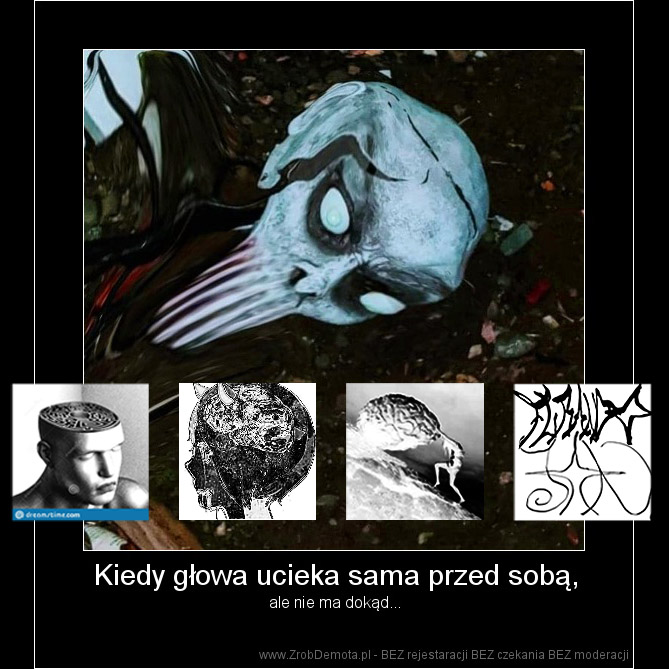 dreamstime.com
Kiedy głowa ucieka sama przed sobą,
ale nie ma dokąd...
www.ZrobDemota.pl - BEZ rejestaracji BEZ czekania BEZ moderacji